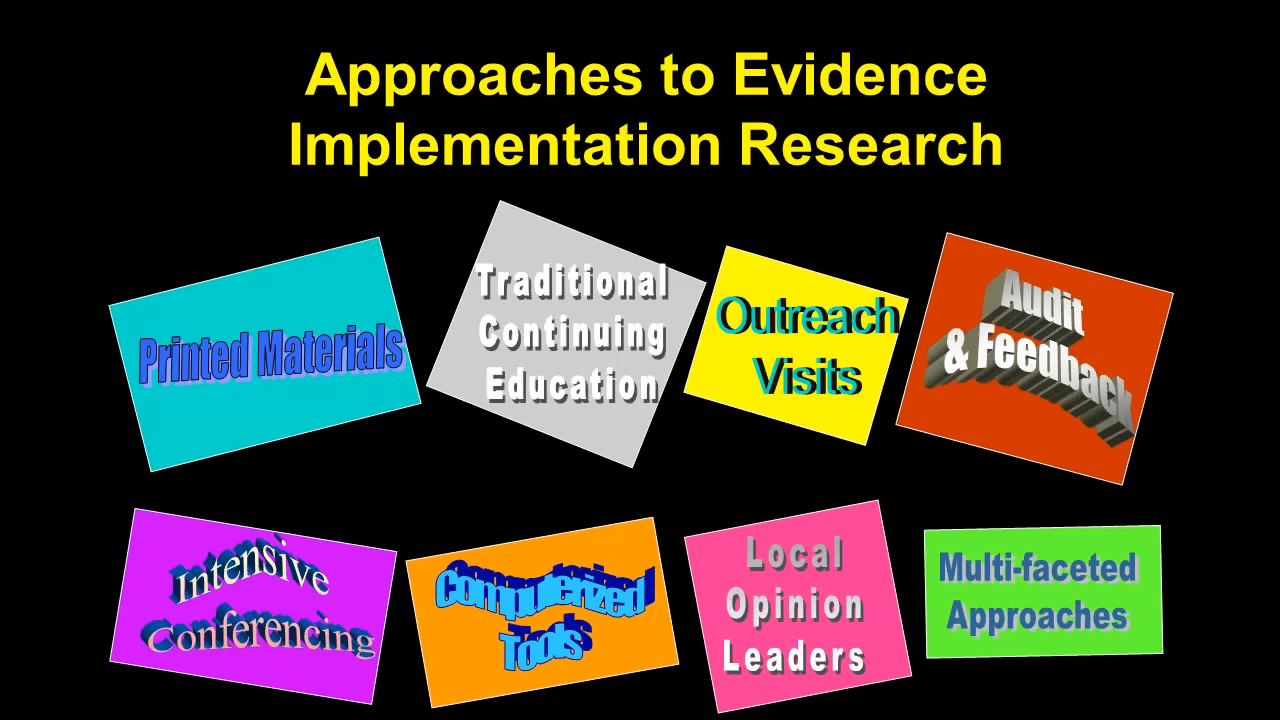 Approaches to Evidence
Implementation Research
Printed Materials
Traditional
Continuing
Education
Outreach
Visits
Audit
& Feedback
Intensive
Conferencing
Computerized
Tools
Local
Opinion
Leaders
Multi-faceted
Approaches